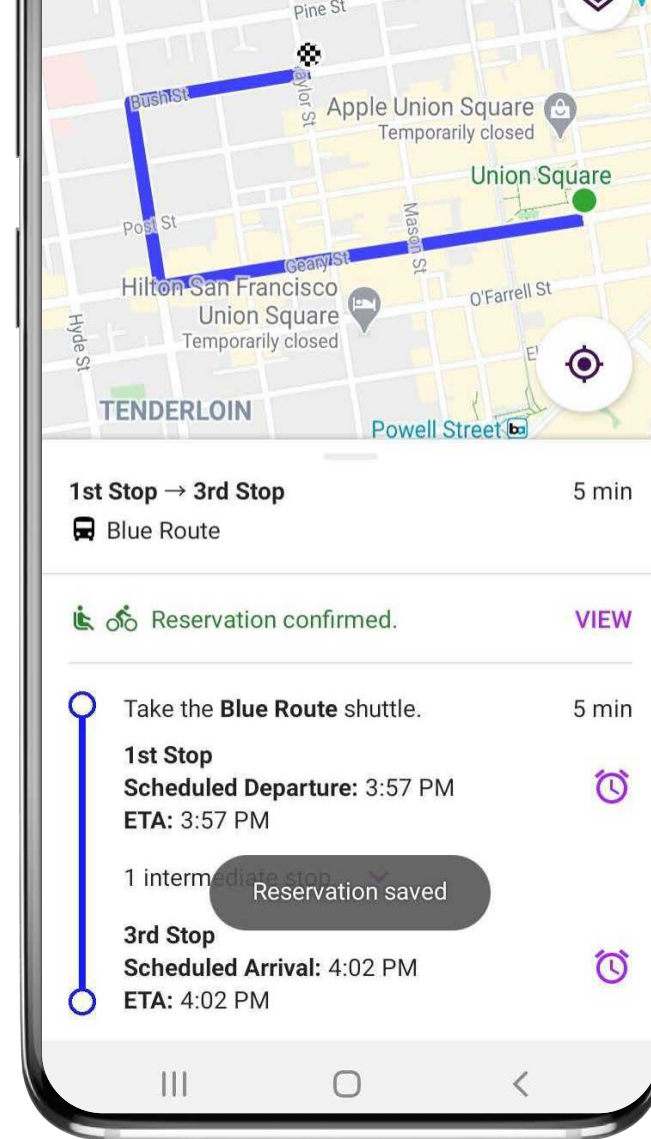 Pine St
Bush St
Taylor St
Apple Union Square
Temporarily closed
Union Square
Post St
Mason St
Geary St
Hilton San Francisco
Union Square
Temporarily closed
O'Farrell St
Hyde St
TENDERLOIN
Powell Street
1st Stop → 3rd Stop
5 min
Blue Route
Reservation confirmed.
VIEW
Take the Blue Route shuttle.
5 min
1st Stop
Scheduled Departure: 3:57 PM
ETA: 3:57 PM
1 intermediate stop
Reservation saved
3rd Stop
Scheduled Arrival: 4:02 PM
ETA: 4:02 PM